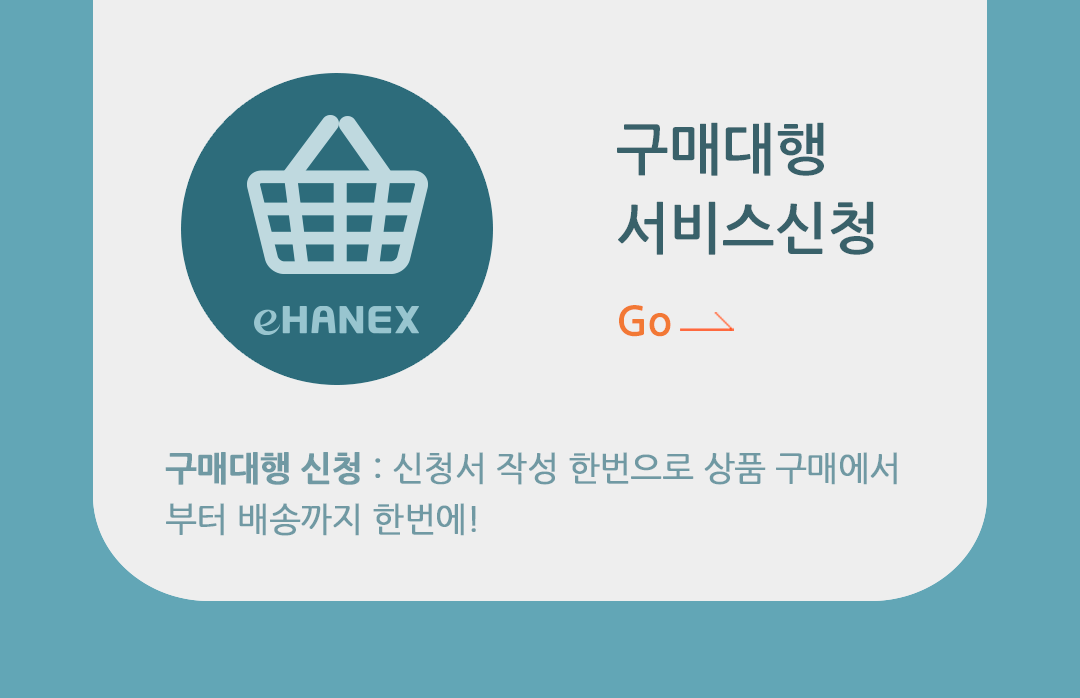 eHANEX
구매대행
서비스신청
Go
구매대행 신청 : 신청서 작성 한번으로 상품 구매에서
부터 배송까지 한번에!